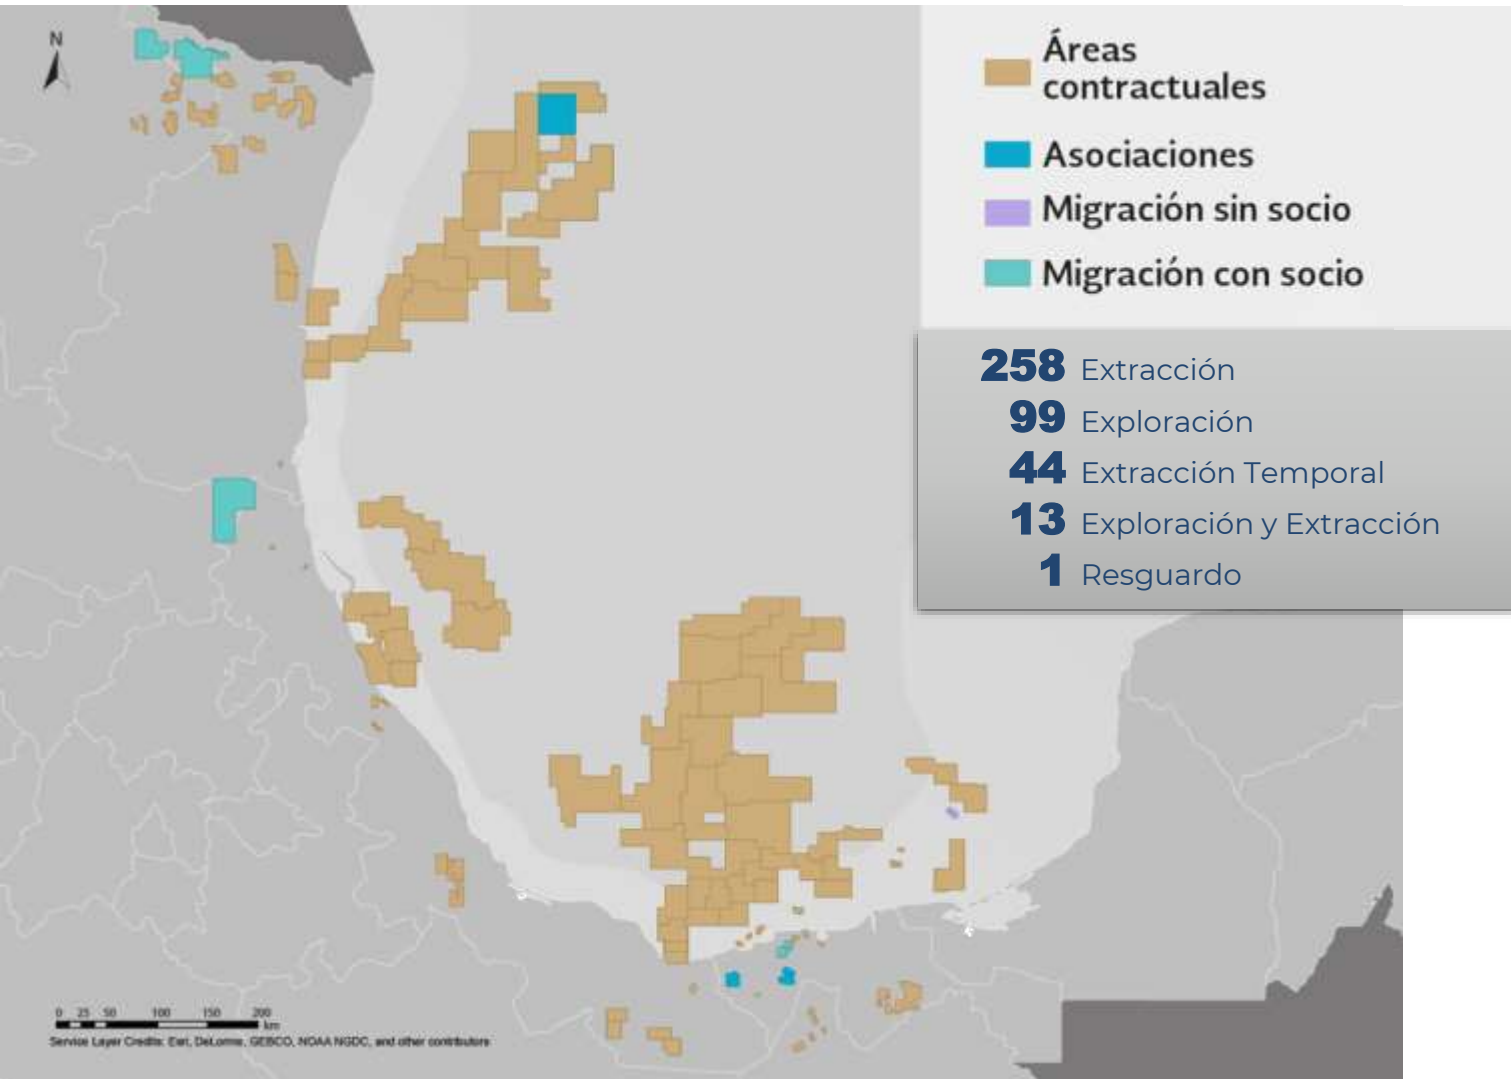 N
Áreas
contractuales
Asociaciones
Migración sin socio
Migración con socio
258 Extracción
99 Exploración
44 Extracción Temporal
13 Exploración y Extracción
1 Resguardo
0 25 50 100 150 200
km
Service Layer Credits: Esri, DeLorme, GEBCO, NOAA NGDC, and other contributors